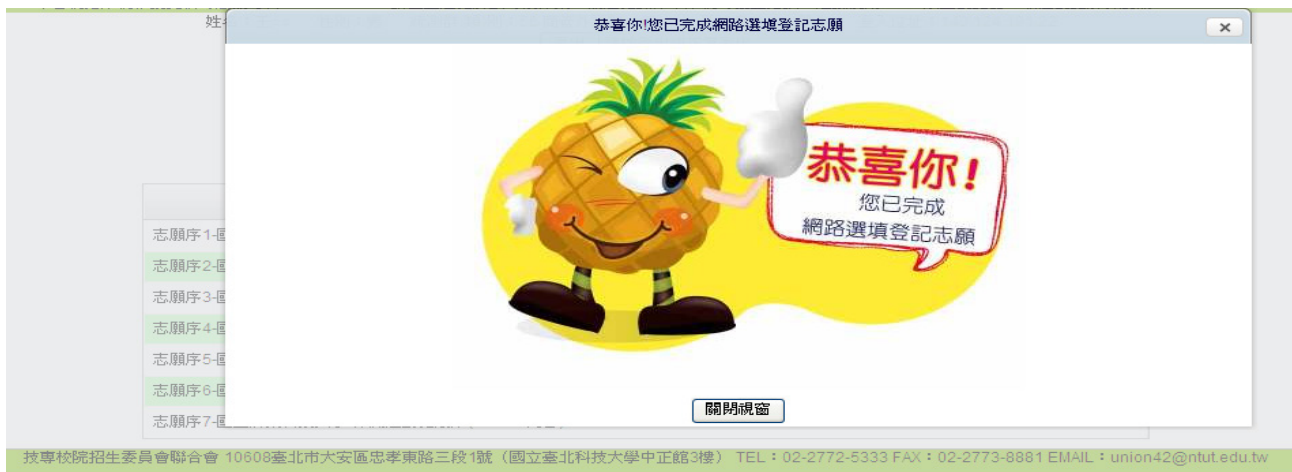 姓
恭喜你!您已完成網路選填登記志願
恭喜你!
您已完成
網路選填登記志願
志願序1-國
志願序2-國
志願序3-國
志願序4-國
志願序5-國
志願序6-國
志願序7-國
關閉視窗
技專校院招生委員會聯合會 10608臺北市大安區忠孝東路三段1號（國立臺北科技大學中正館3樓） TEL：02-2772-5333 FAX：02-2773-8881 EMAIL：union42@ntut.edu.tw